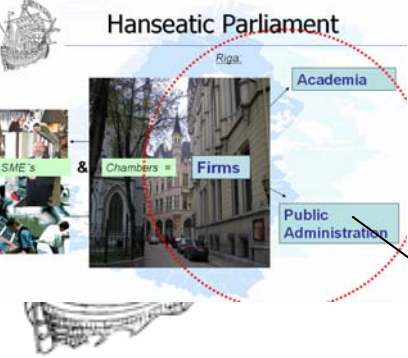 Hanseatic Parliament
Riga:
Academia
SME´s & Chambers = Firms
Public
Administration